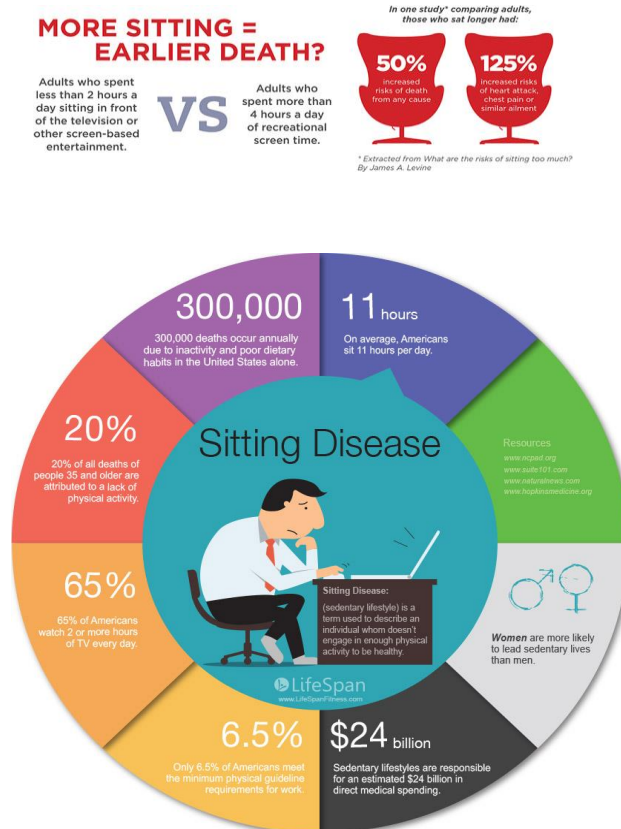 MORE SITTING =
EARLIER DEATH?
Adults who spent
less than 2 hours a
day sitting in front
of the television or
other screen-based
entertainment.
VS
Adults who
spent more than
4 hours a day
of recreational
screen time.
In one study* comparing adults,
those who sat longer had:
50%
increased
risks of death
from any cause
125%
increased risks
of heart attack,
chest pain or
similar ailment
* Extracted from What are the risks of sitting too much?
By James A. Levine
300,000
300,000 deaths occur annually
due to inactivity and poor dietary
habits in the United States alone.
11 hours
On average, Americans
sit 11 hours per day.
20%
20% of all deaths of
people 35 and older are
attributed to a lack of
physical activity.
Sitting Disease
Resources
www.ncpad.org
www.suite101.com
www.naturalnews.com
www.hopkinsmedicine.org
65%
65% of Americans
watch 2 or more hours
of TV every day.
Sitting Disease:
(sedentary lifestyle) is a
term used to describe an
individual whom doesn't
engage in enough physical
activity to be healthy.
Women are more likely
to lead sedentary lives
than men.
LifeSpan
www.LifeSpanFitness.com
6.5%
Only 6.5% of Americans meet
the minimum physical guideline
requirements for work.
$24 billion
Sedentary lifestyles are responsible
for an estimated $24 billion in
direct medical spending.